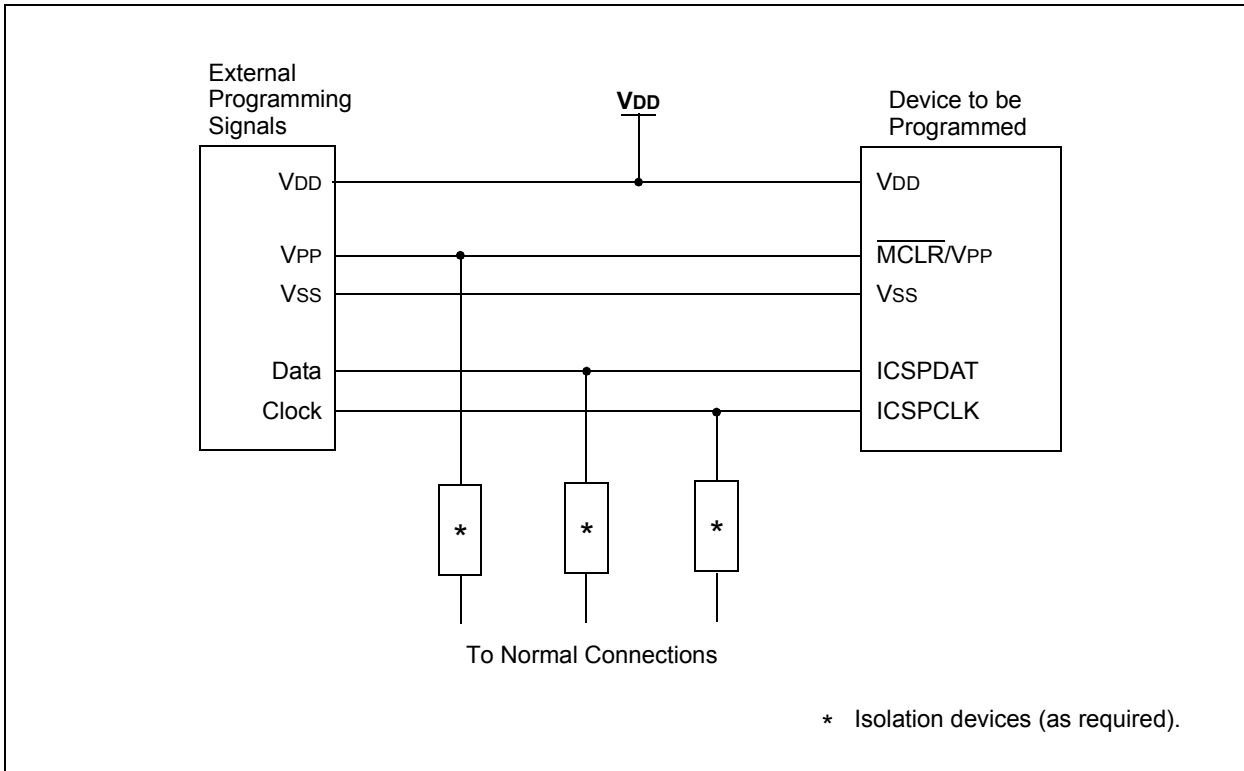 External
Programming
Signals
VDD
Device to be
Programmed
VDD
VDD
VPP
MCLR/VPP
VSS
VSS
Data
ICSPDAT
Clock
ICSPCLK
*
*
*
To Normal Connections
* Isolation devices (as required).